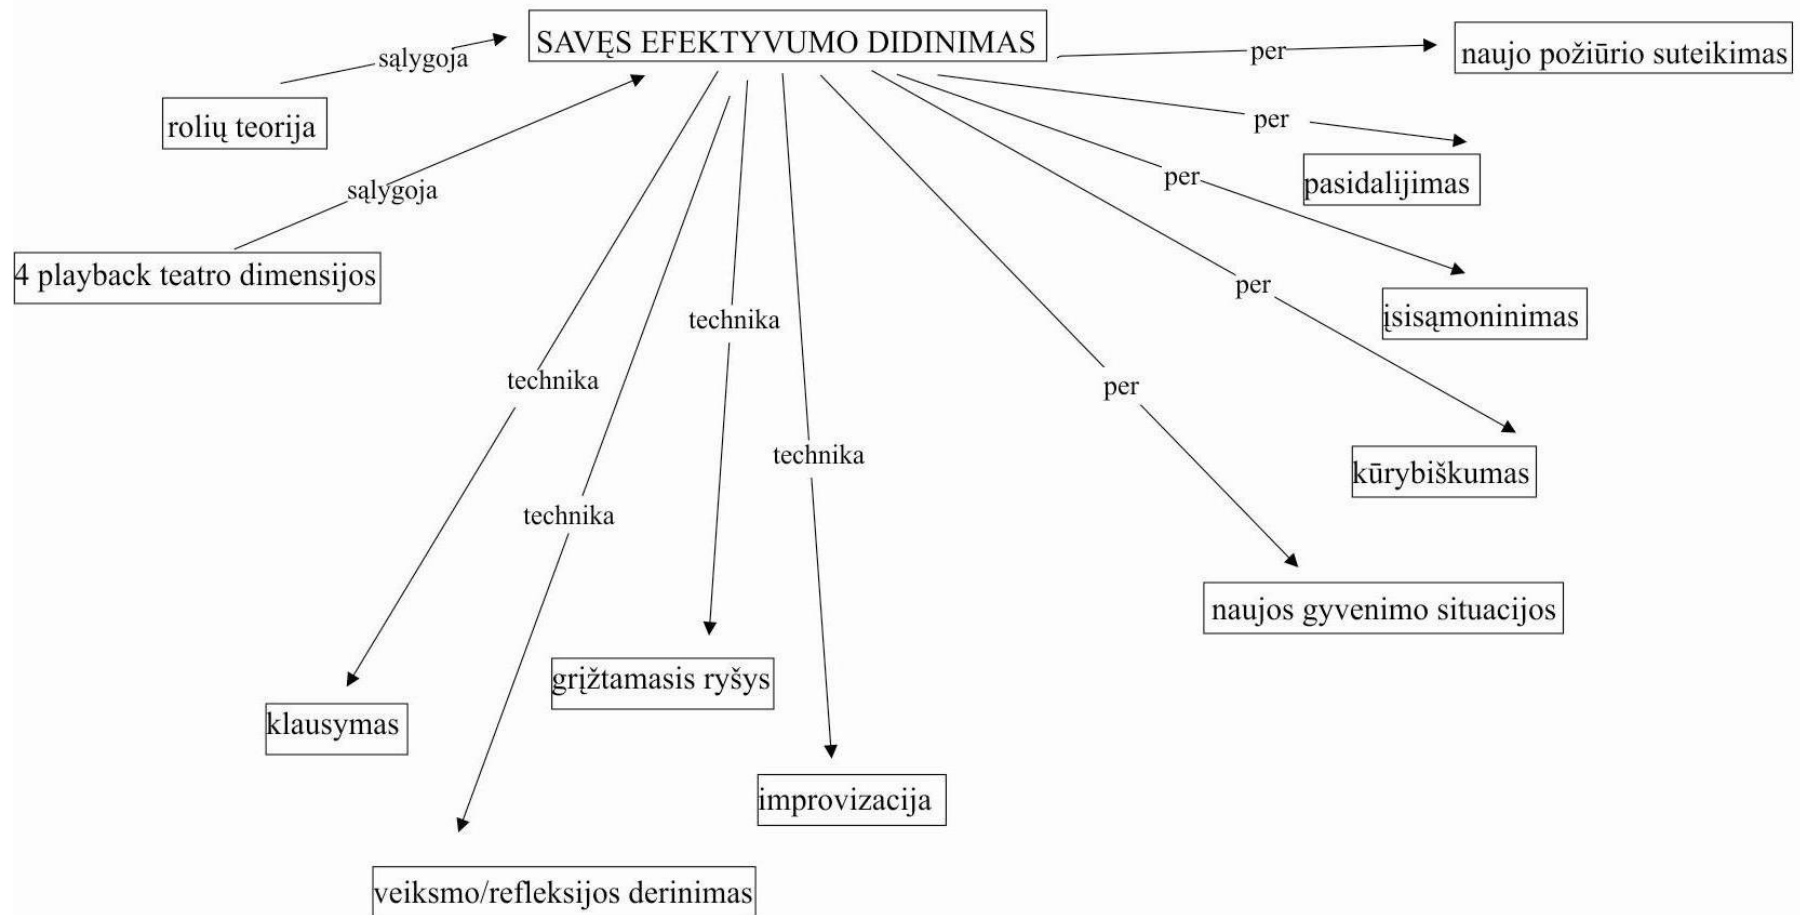 SAVĘS EFEKTYVUMO DIDINIMAS
sąlygoja
per
naujo požiūrio suteikimas
rolių teorija
per
pasidalijimas
sąlygoja
per
4 playback teatro dimensijos
per
įsisąmoninimas
technika
technika
per
technika
kūrybiškumas
technika
naujos gyvenimo situacijos
grįžtamasis ryšys
klausymas
improvizacija
veiksmo/refleksijos derinimas